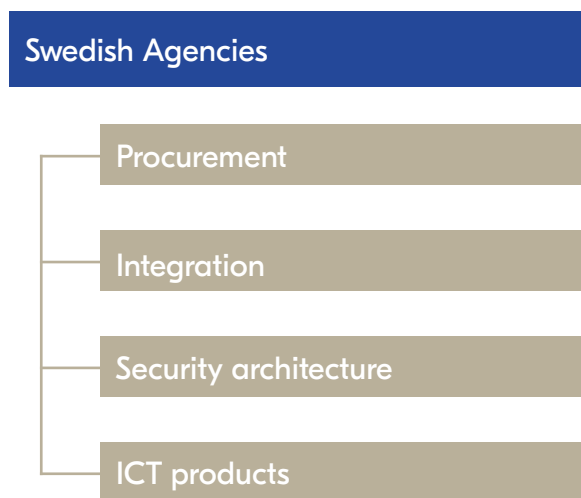 Swedish Agencies
Procurement
Integration
Security architecture
ICT products